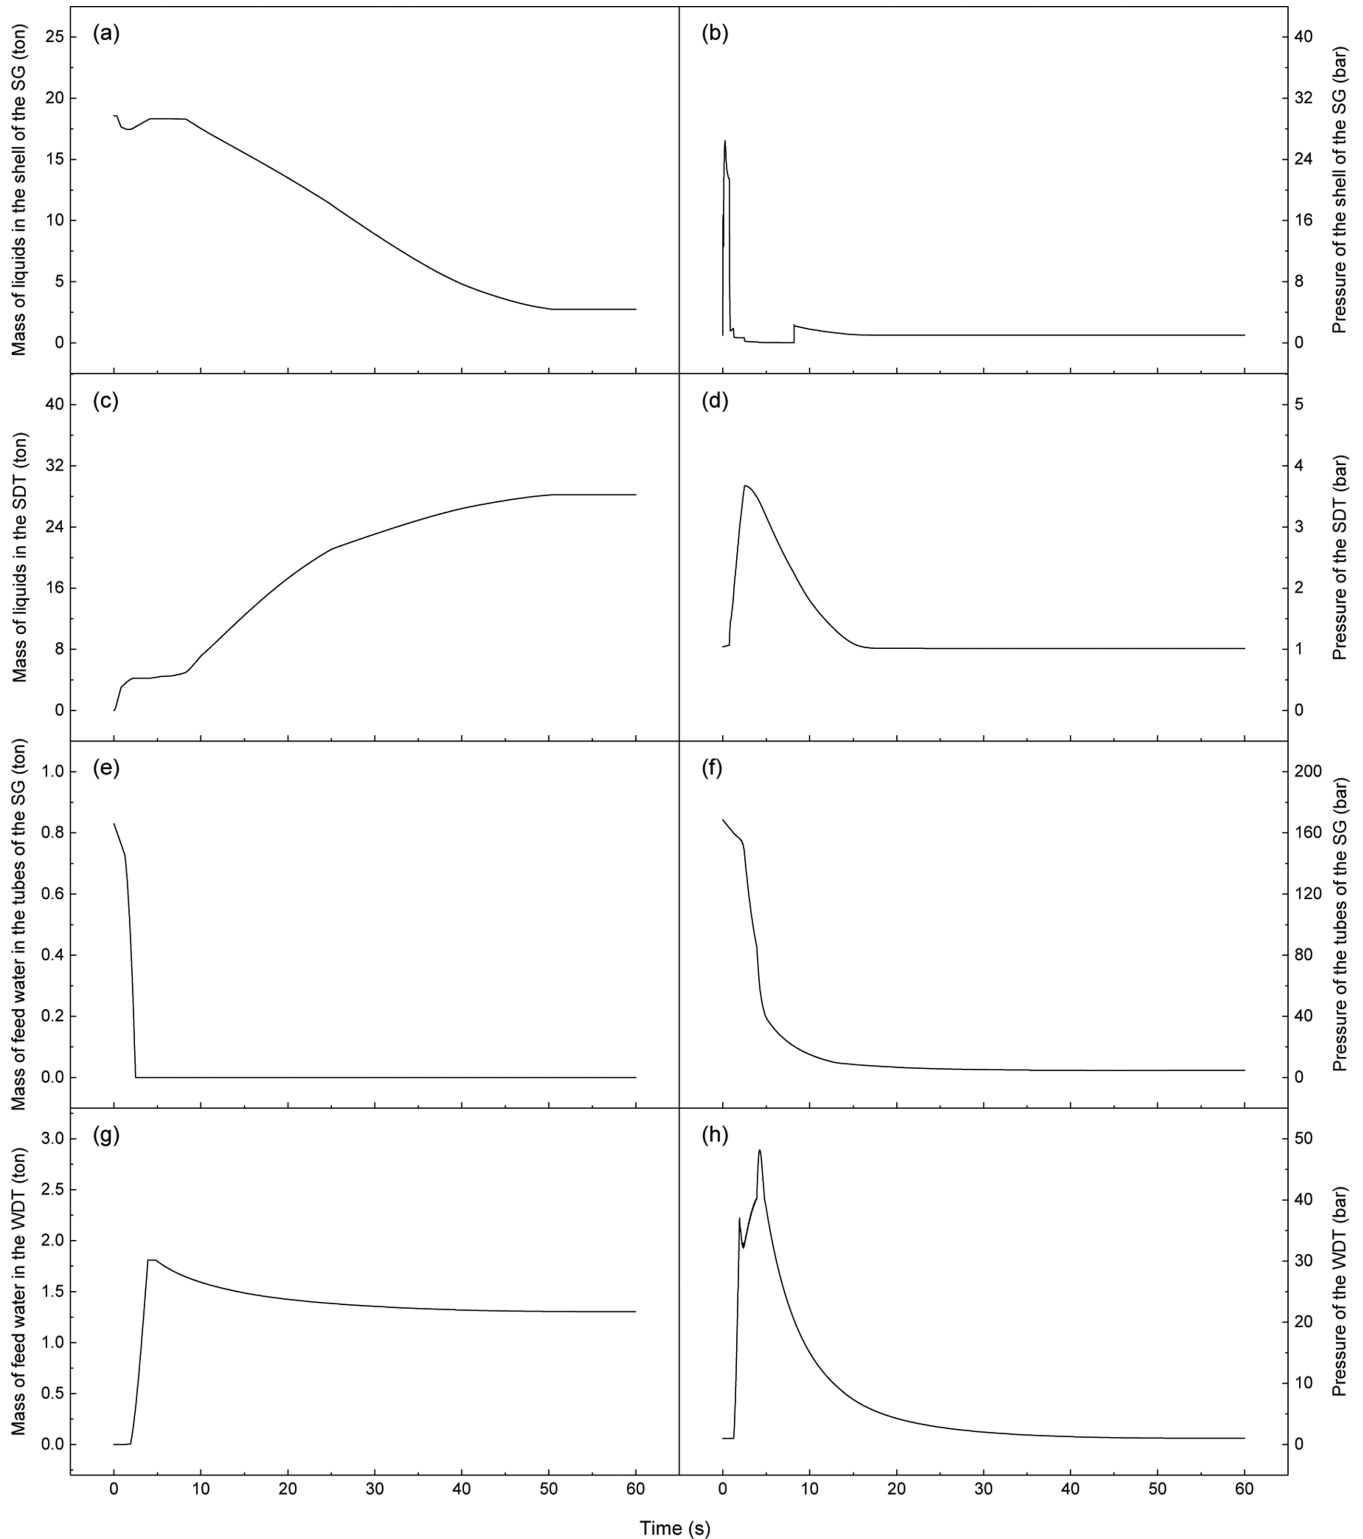 (a)
Mass of liquids in the shell of the SG (ton)
25
20
15
10
5
0
(b)
Pressure of the shell of the SG (bar)
40
32
24
16
8
0
(c)
Mass of liquids in the SDT (ton)
40
32
24
16
8
0
(d)
Pressure of the SDT (bar)
5
4
3
2
1
0
(e)
Mass of feed water in the tubes of the SG (ton)
1.0
0.8
0.6
0.4
0.2
0.0
(f)
Pressure of the tubes of the SG (bar)
200
160
120
80
40
0
(g)
Mass of feed water in the WDT (ton)
3.0
2.5
2.0
1.5
1.0
0.5
0.0
(h)
Pressure of the WDT (bar)
50
40
30
20
10
0
0 10 20 30 40 50 60
0 10 20 30 40 50 60
Time (s)